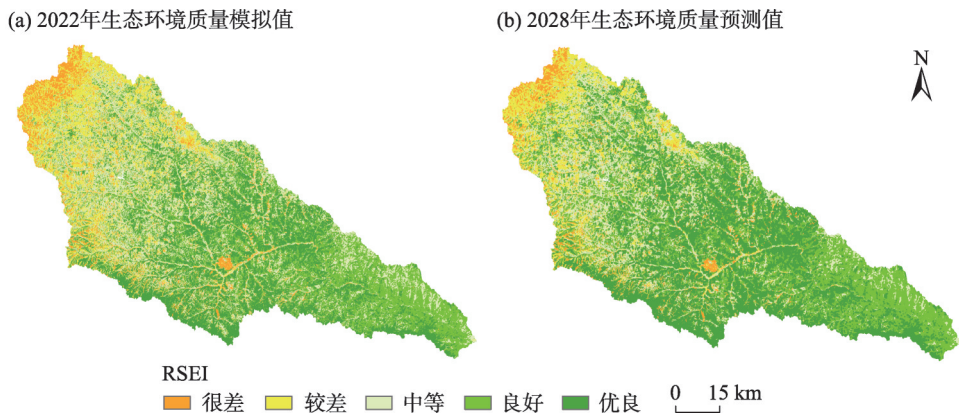 (a) 2022年生态环境质量模拟值
(b) 2028年生态环境质量预测值
N
RSEI
很差 较差 中等 良好 优良 0 15 km